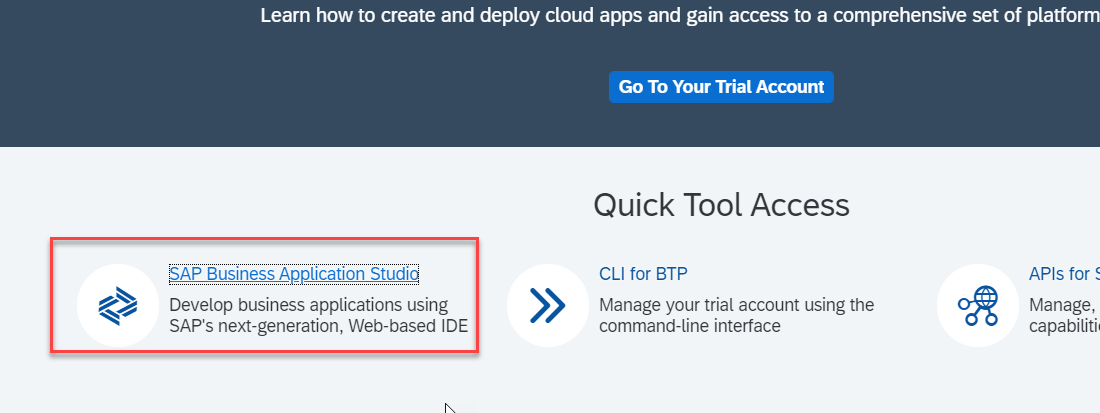 Learn how to create and deploy cloud apps and gain access to a comprehensive set of platform
Go To Your Trial Account
Quick Tool Access
SAP Business Application Studio
Develop business applications using
SAP's next-generation, Web-based IDE
CLI for BTP
Manage your trial account using the
command-line interface
APIs for
Manage,